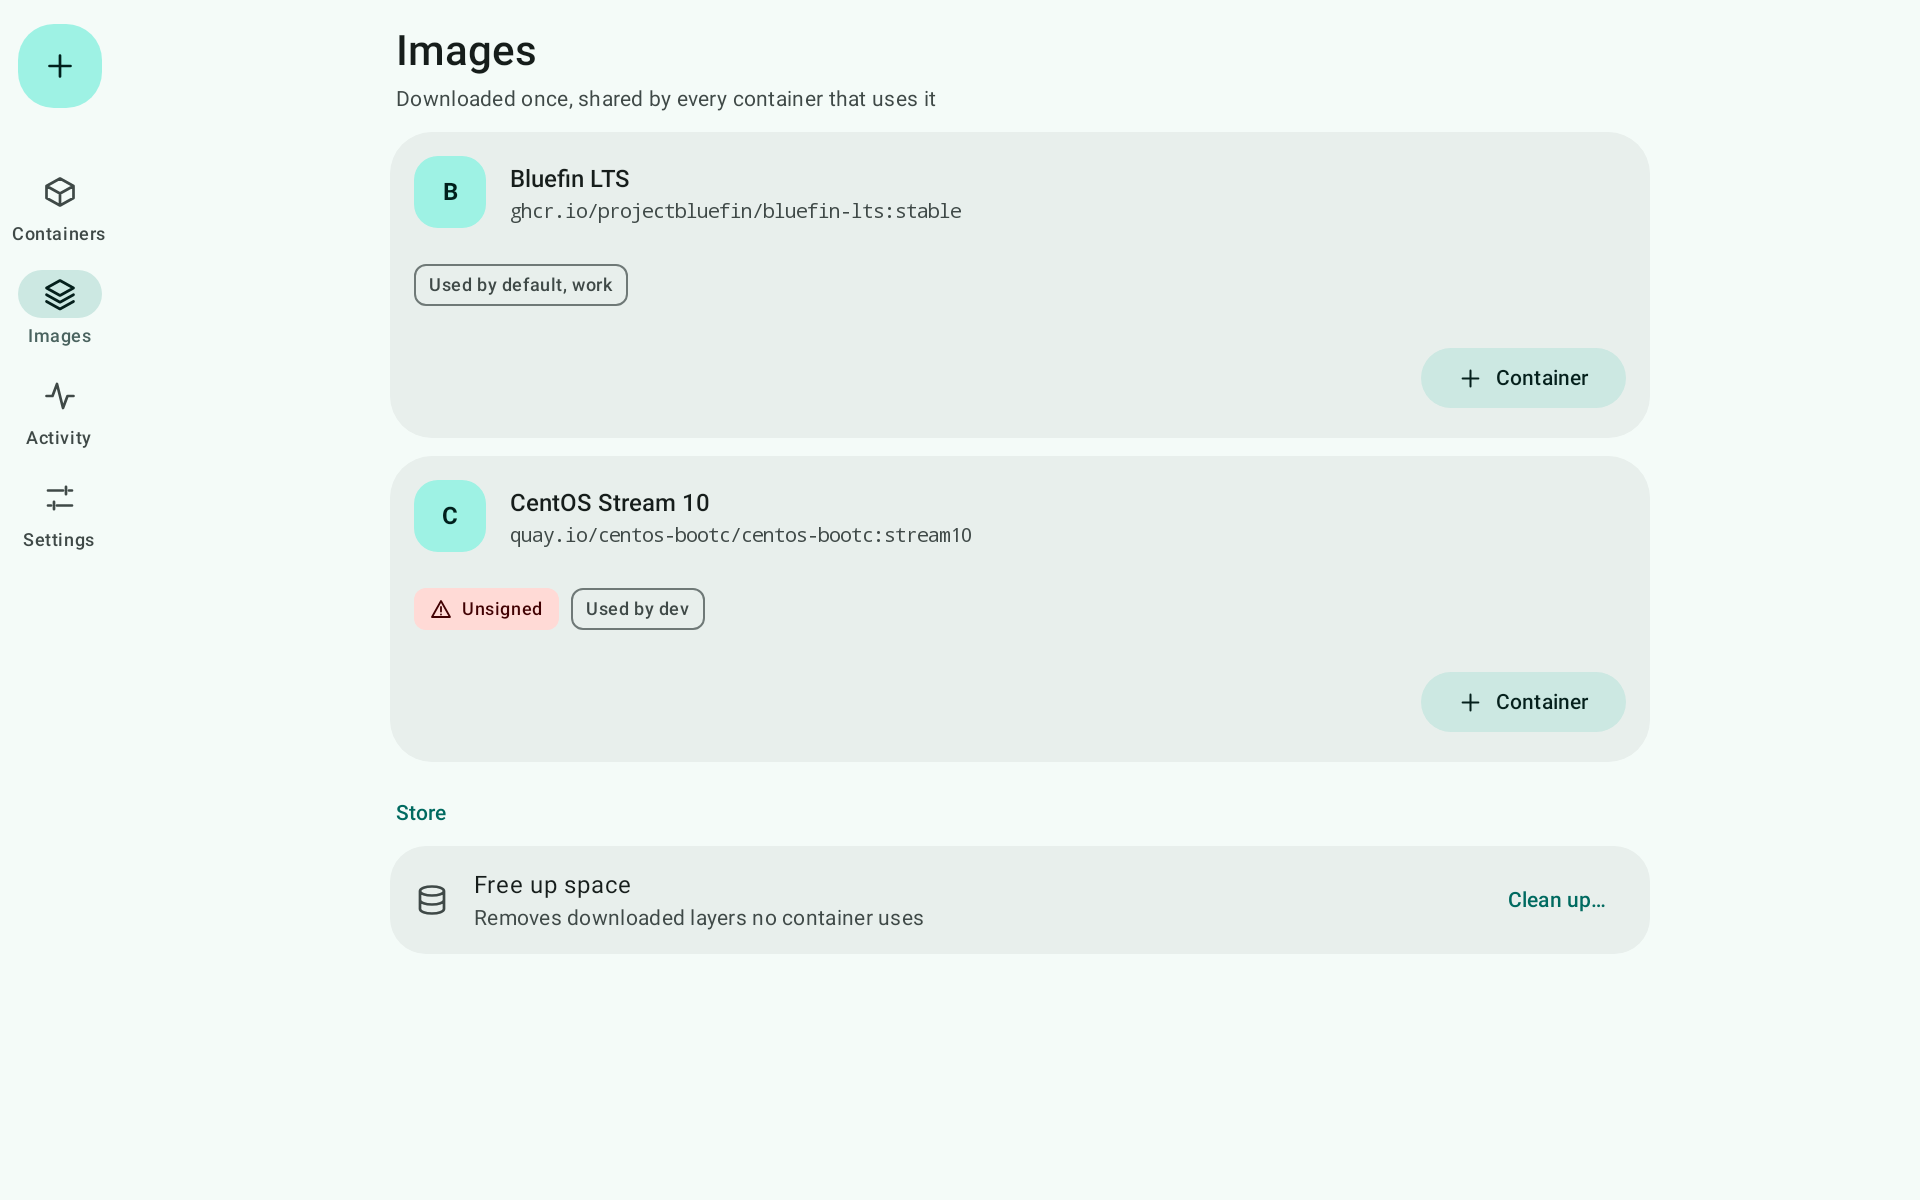 Images
Downloaded once, shared by every container that uses it
B
Bluefin LTS
ghcr.io/projectbluefin/bluefin-lts:stable
Used by default, work
Container
C
CentOS Stream 10
quay.io/centos-bootc/centos-bootc:stream10
Unsigned
Used by dev
Container
Store
Free up space
Removes downloaded layers no container uses
Clean up...
Containers
Images
Activity
Settings